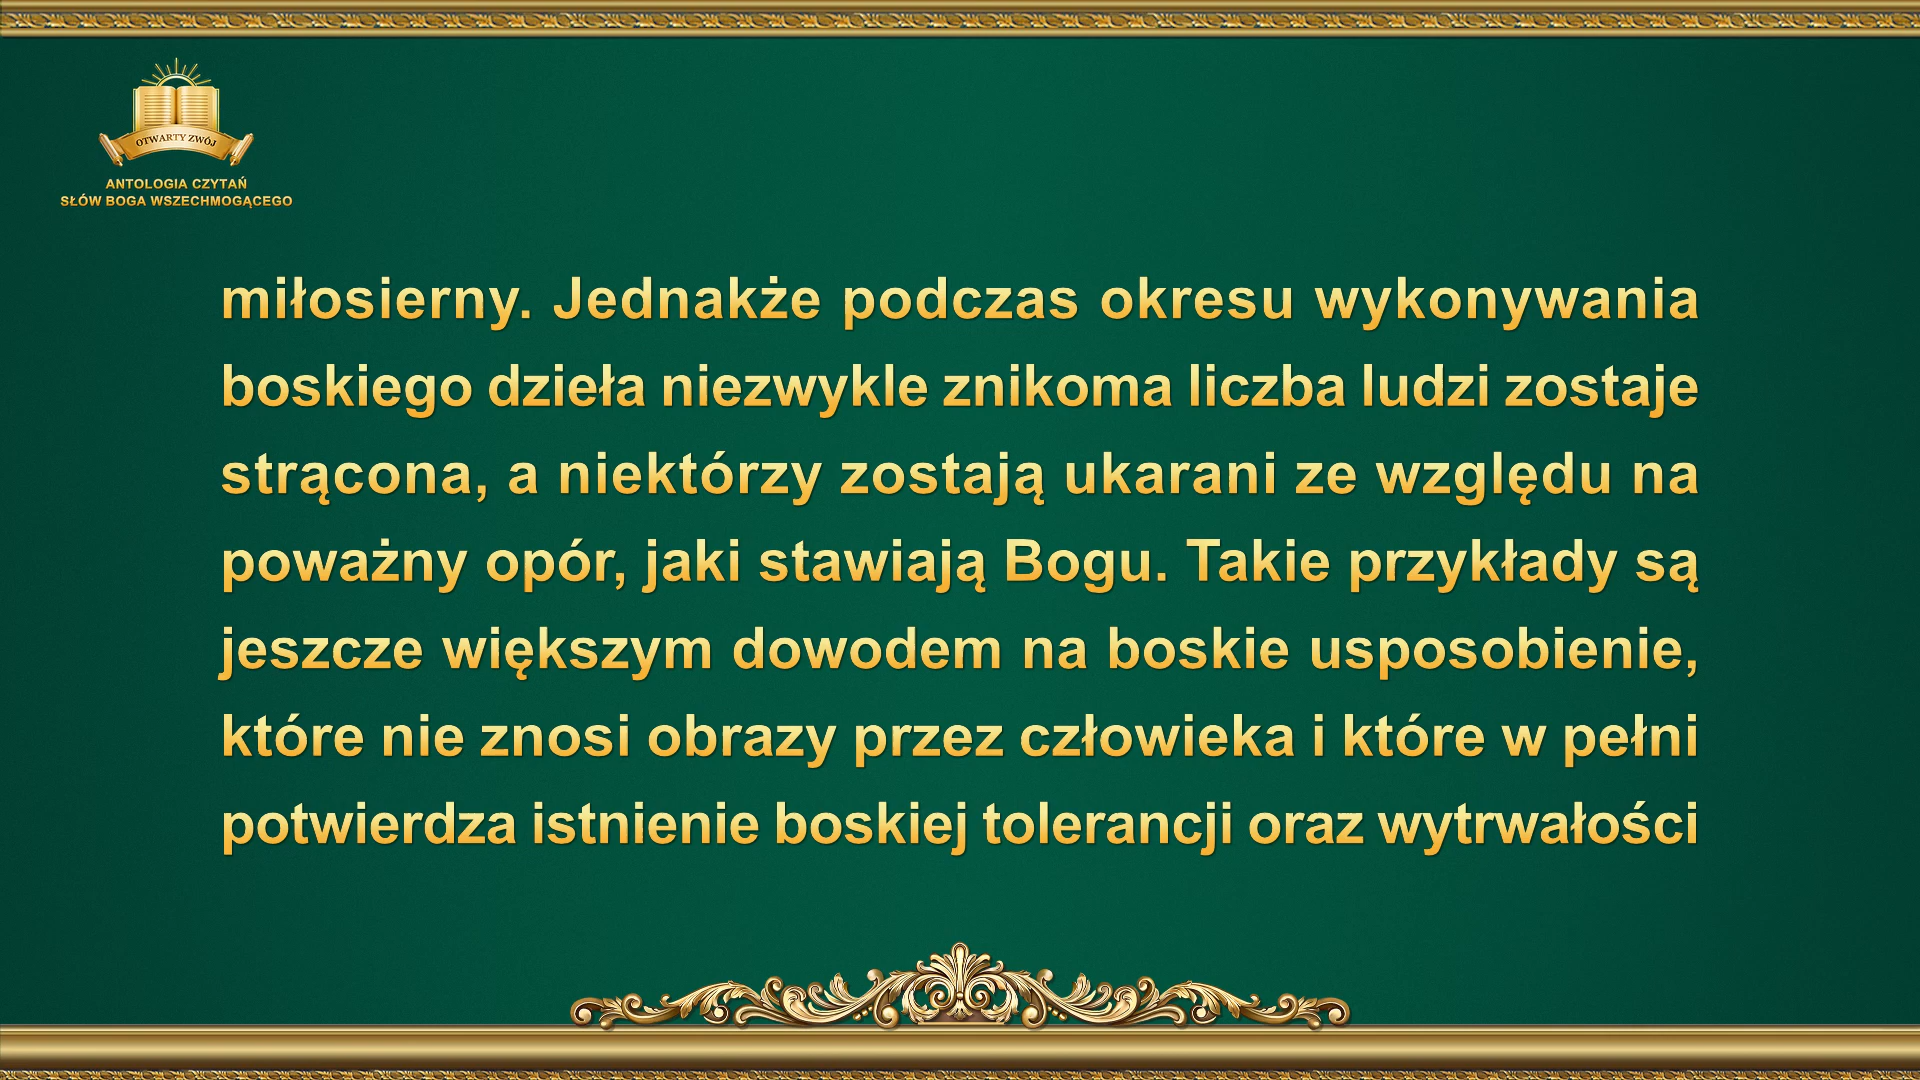 OTWARTY ZWÓJ
ANTOLOGIA CZYTAŃ
SŁÓW BOGA WSZECHMOGĄCEGO
miłosierny. Jednakże podczas okresu wykonywania
boskiego dzieła niezwykle znikoma liczba ludzi zostaje
strącona, a niektórzy zostają ukarani ze względu na
poważny opór, jaki stawiają Bogu. Takie przykłady są
jeszcze większym dowodem na boskie usposobienie,
które nie znosi obrazy przez człowieka i które w pełni
potwierdza istnienie boskiej tolerancji oraz wytrwałości